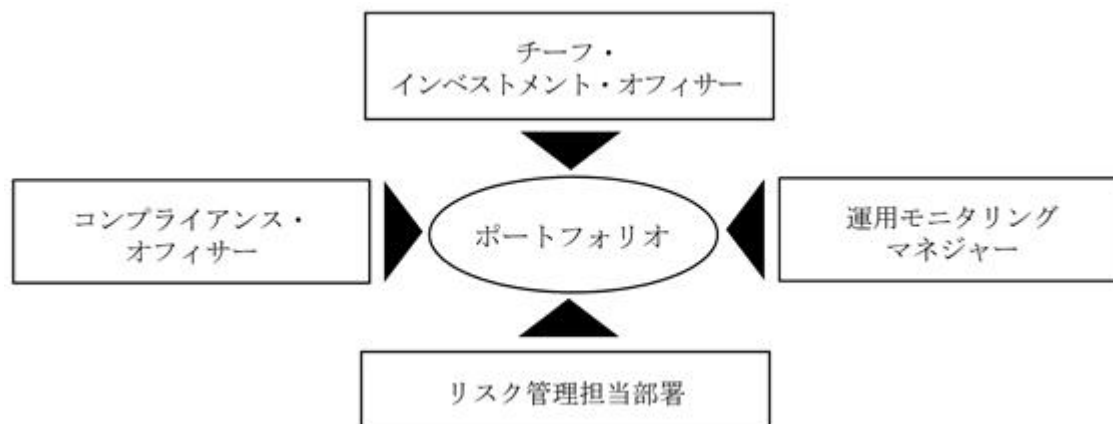 チーフ・
インベストメント・オフィサー
コンプライアンス・
オフィサー
ポートフォリオ
運用モニタリング
マネジャー
リスク管理担当部署